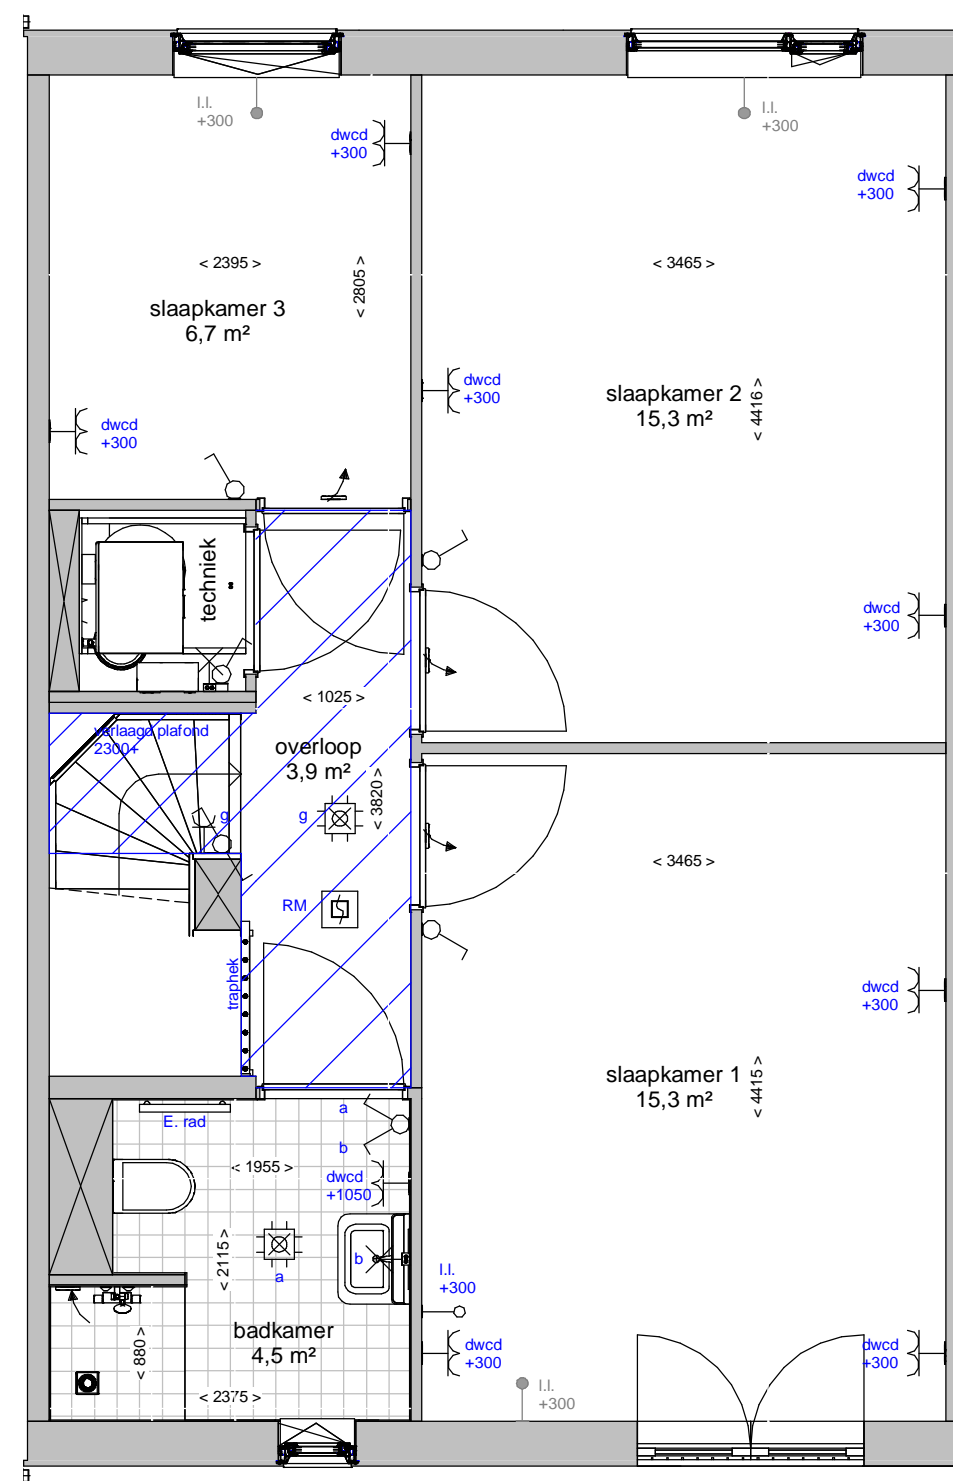 l.l.
+300
dwcd
+300
l.l.
+300
dwcd
+300
< 2395 >
< 2805 >
slaapkamer 3
6,7 m²
< 3465 >
dwcd
+300
slaapkamer 2
15,3 m²
< 4416 >
dwcd
+300
techniek
dwcd
+300
< 1025 >
verlaagd plafond
2300+
overloop
3,9 m²
< 3820 >
g
g
RM
< 3465 >
traphek
dwcd
+300
slaapkamer 1
15,3 m²
< 4415 >
E. rad
a
b
< 1955 >
dwcd
+1050
< 2115 >
a
b
l.l.
+300
badkamer
4,5 m²
< 880 >
< 2375 >
dwcd
+300
dwcd
+300
l.l.
+300